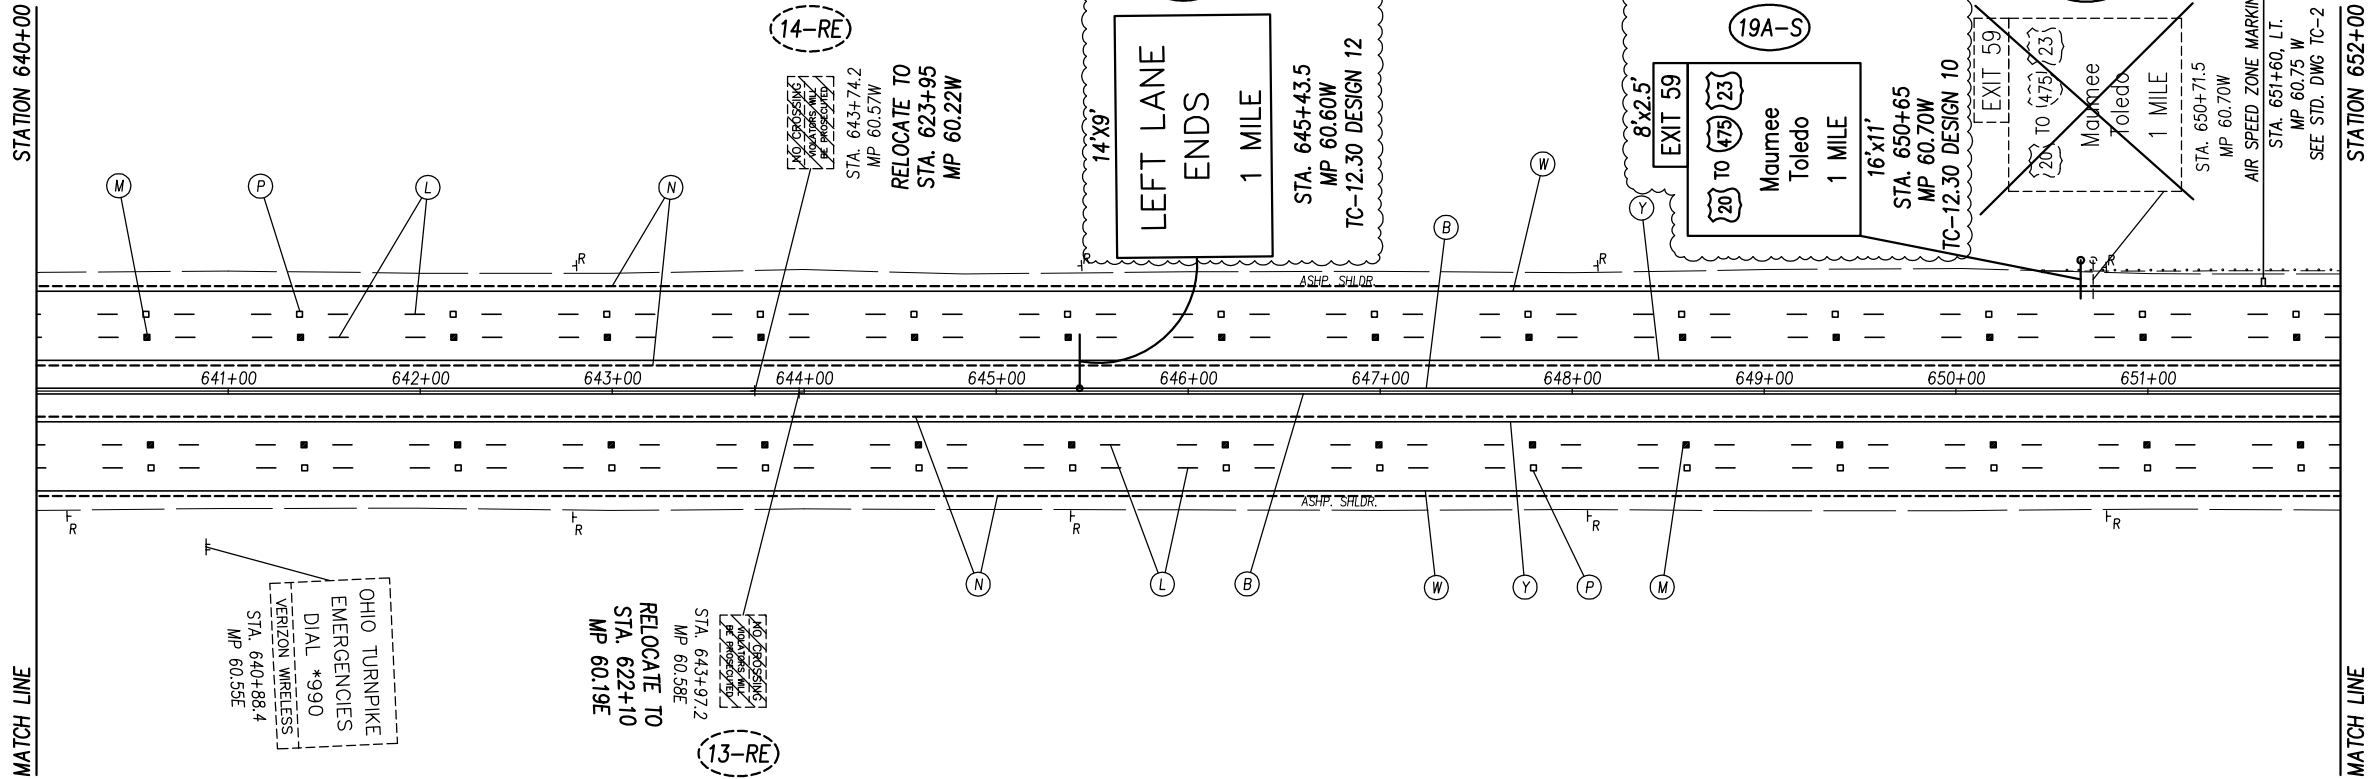 STATION 640+00
MATCH LINE
14-RE
NO CROSSING
VIOLATORS WILL
BE PROSECUTED
STA. 643+74.2
MP 60.57W
RELOCATE TO
STA. 623+95
MP 60.22W
14'X9'
LEFT LANE
ENDS
1 MILE
STA. 645+43.5
MP 60.60W
TC-12.30 DESIGN 12
19A-S
8'x2.5'
EXIT 59
20 TO 475 23
Maumee
Toledo
1 MILE
16'x11'
STA. 650+65
MP 60.70W
TC-12.30 DESIGN 10
EXIT 59
20 TO 475 23
Maumee
Toledo
1 MILE
STA. 650+71.5
MP 60.70W
AIR SPEED ZONE MARKIN
STA. 651+60, LT.
MP 60.75 W
SEE STD. DWG TC-2
STATION 652+00
MATCH LINE
M
P
L
N
B
W
Y
R
R
R
R
ASHP. SHLDR.
641+00
642+00
643+00
644+00
645+00
646+00
647+00
648+00
649+00
650+00
651+00
ASHP. SHLDR.
R
R
R
R
R
N
L
B
W
Y
P
M
OHIO TURNPIKE
EMERGENCIES
DIAL *990
VERIZON WIRELESS
STA. 640+88.4
MP 60.55E
NO CROSSING
VIOLATORS WILL
BE PROSECUTED
STA. 643+97.2
MP 60.58E
RELOCATE TO
STA. 622+10
MP 60.19E
13-RE